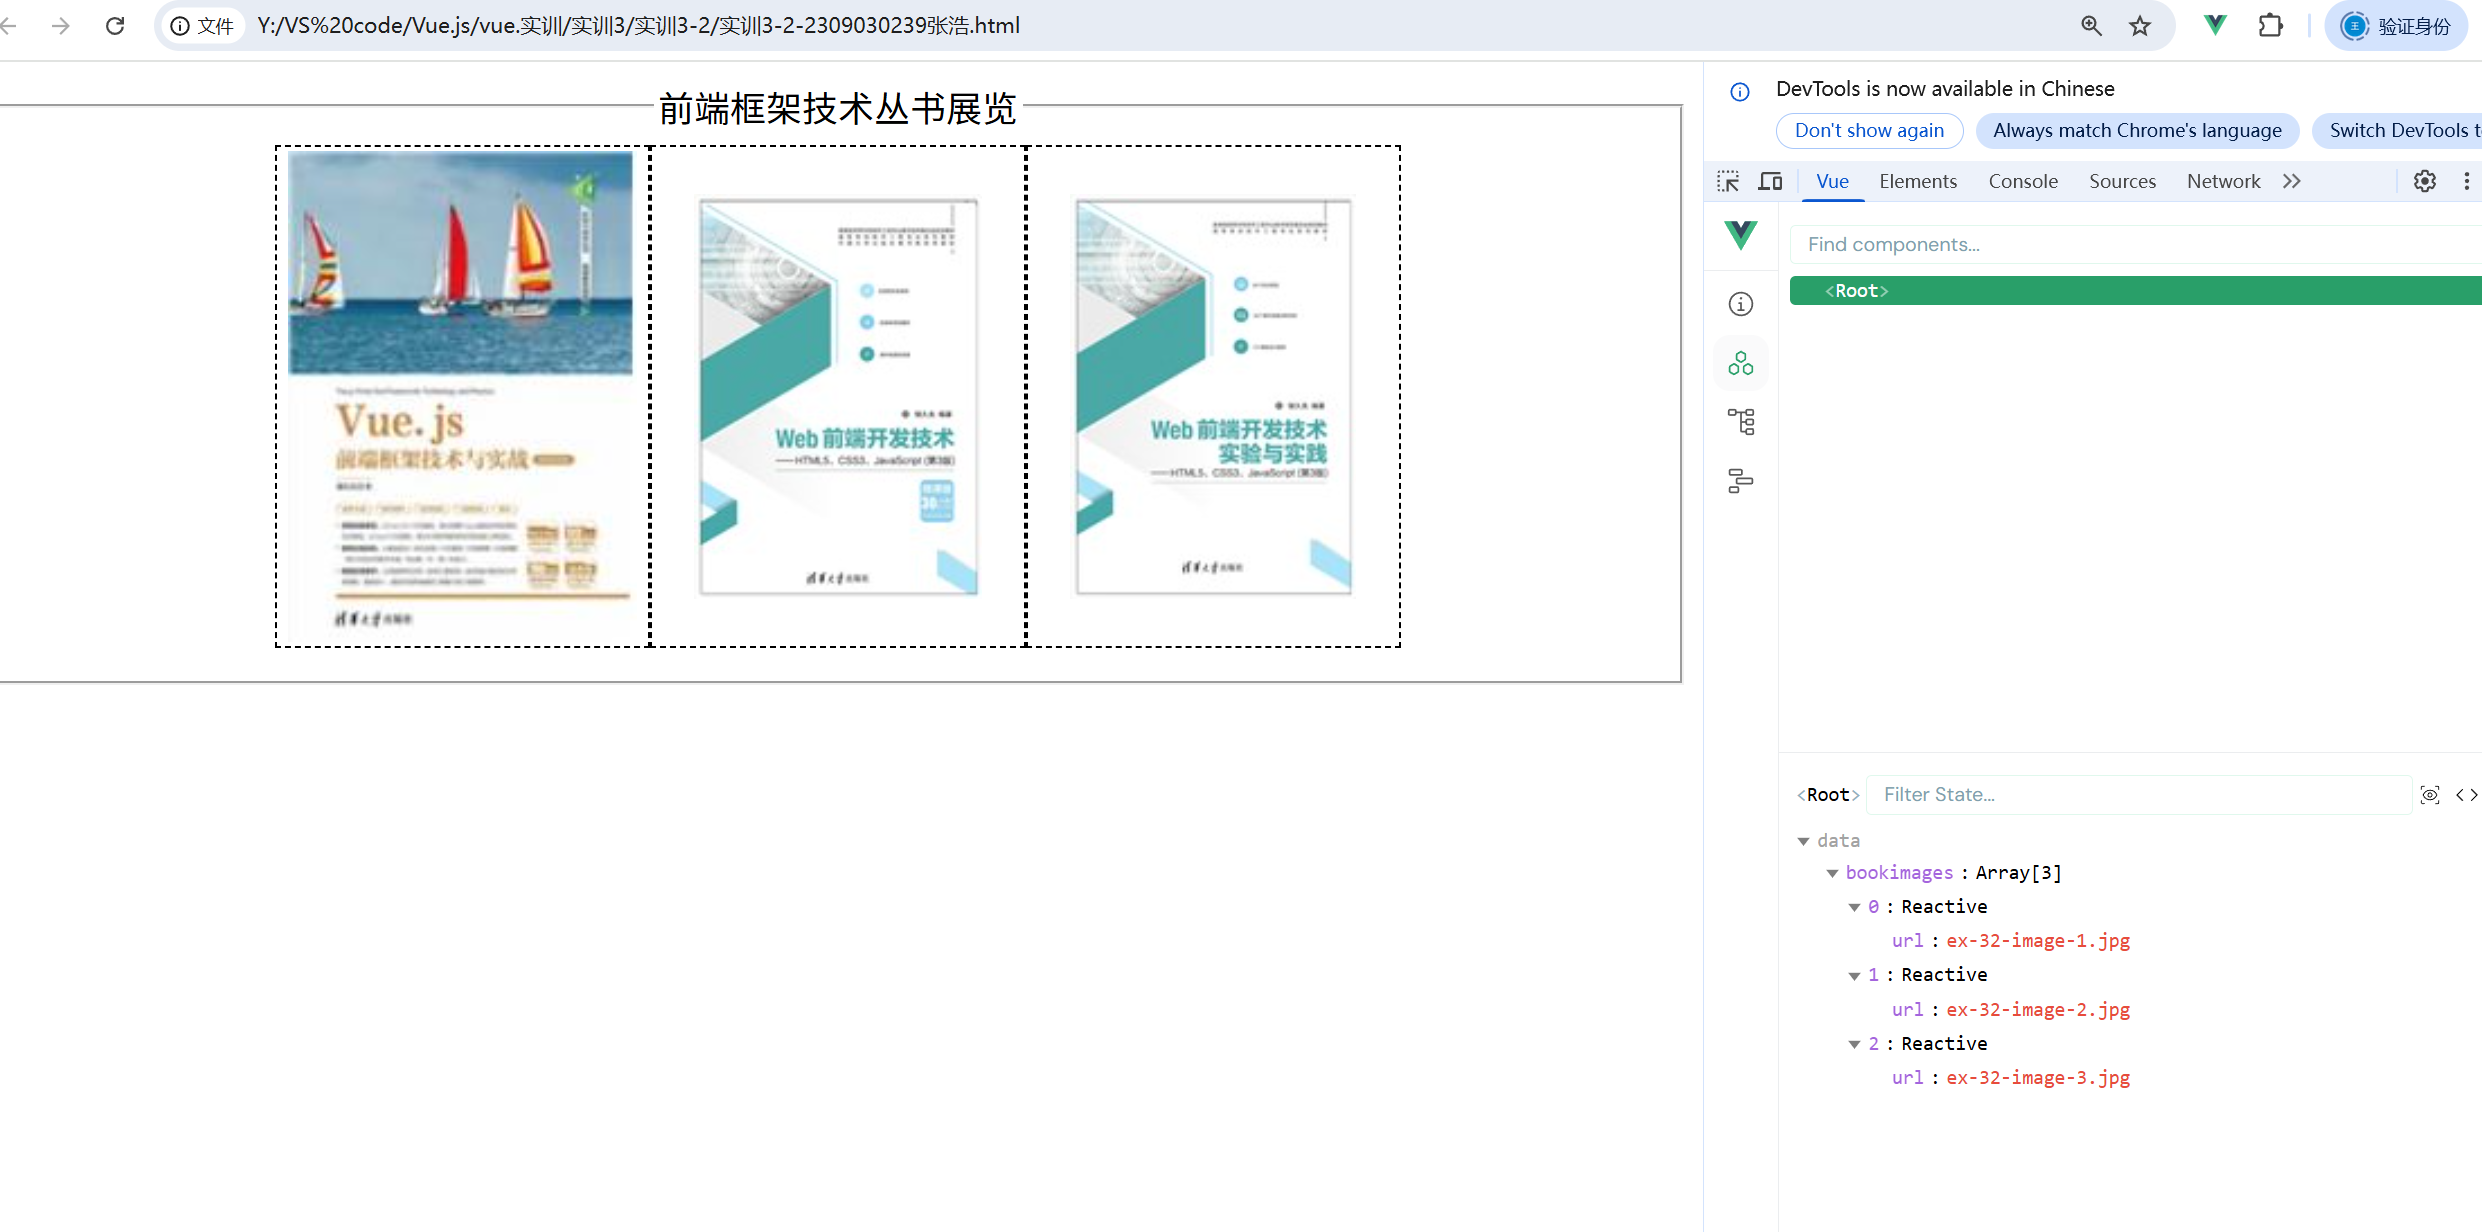 文件
Y:/VS%20code/Vue.js/vue.实训/实训3/实训3-2/实训3-2-2309030239张浩.html
验证身份
前端框架技术丛书展览
Vue.js
前端框架技术与实战
清华大学出版社
Web 前端开发技术
——HTML5、CSS3、JavaScript (第3版)
清华大学出版社
Web 前端开发技术
实验与实践
——HTML5、CSS3、JavaScript (第3版)
清华大学出版社
DevTools is now available in Chinese
Don't show again
Always match Chrome's language
Switch DevTools t
Vue
Elements
Console
Sources
Network
Find components...
<Root>
<Root>
Filter State...
data
bookimages : Array[3]
0 : Reactive
url : ex-32-image-1.jpg
1 : Reactive
url : ex-32-image-2.jpg
2 : Reactive
url : ex-32-image-3.jpg